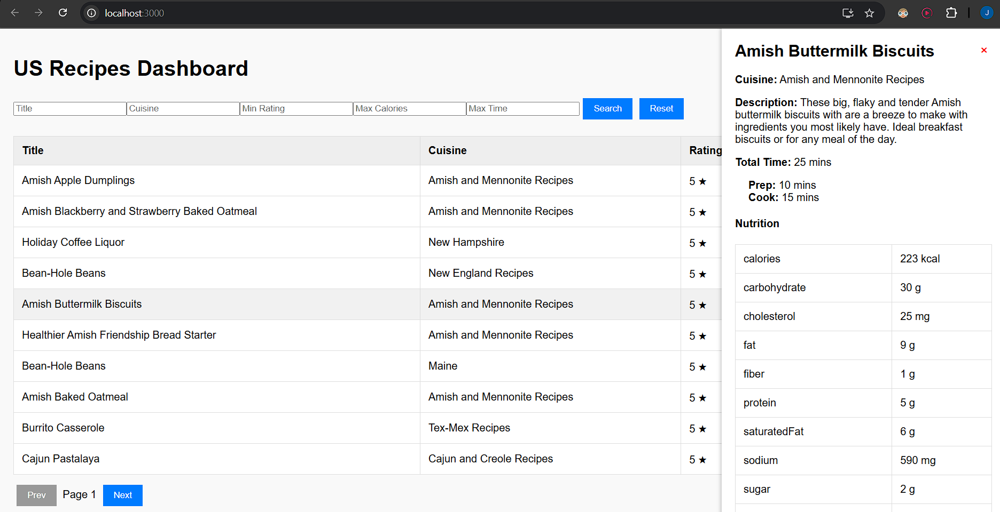 localhost:3000
J
US Recipes Dashboard
Title Cuisine Min Rating Max Calories Max Time Search Reset
Title Cuisine Rating
Amish Apple Dumplings Amish and Mennonite Recipes 5 ★
Amish Blackberry and Strawberry Baked Oatmeal Amish and Mennonite Recipes 5 ★
Holiday Coffee Liquor New Hampshire 5 ★
Bean-Hole Beans New England Recipes 5 ★
Amish Buttermilk Biscuits Amish and Mennonite Recipes 5 ★
Healthier Amish Friendship Bread Starter Amish and Mennonite Recipes 5 ★
Bean-Hole Beans Maine 5 ★
Amish Baked Oatmeal Amish and Mennonite Recipes 5 ★
Burrito Casserole Tex-Mex Recipes 5 ★
Cajun Pastalaya Cajun and Creole Recipes 5 ★
Prev Page 1 Next
Amish Buttermilk Biscuits ×
Cuisine: Amish and Mennonite Recipes
Description: These big, flaky and tender Amish
buttermilk biscuits with are a breeze to make with
ingredients you most likely have. Ideal breakfast
biscuits or for any meal of the day.
Total Time: 25 mins
Prep: 10 mins
Cook: 15 mins
Nutrition
calories 223 kcal
carbohydrate 30 g
cholesterol 25 mg
fat 9 g
fiber 1 g
protein 5 g
saturatedFat 6 g
sodium 590 mg
sugar 2 g